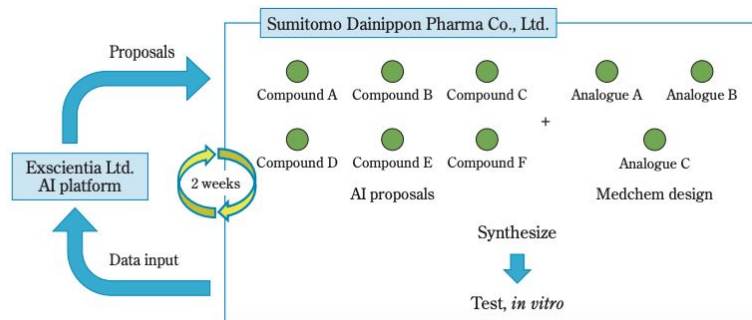 Sumitomo Dainippon Pharma Co., Ltd.
Proposals
Compound A
Compound B
Compound C
Analogue A
Analogue B
+
Exscientia Ltd.
AI platform
2 weeks
Compound D
Compound E
Compound F
Analogue C
AI proposals
Medchem design
Data input
Synthesize
Test, in vitro